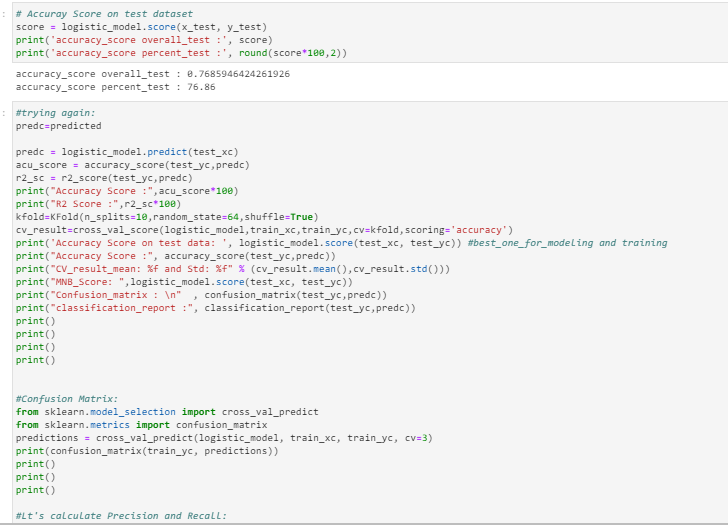 # Accuray Score on test dataset
score = logistic_model.score(x_test, y_test)
print('accuracy_score overall_test :', score)
print('accuracy_score percent_test :', round(score*100,2))
accuracy_score overall_test : 0.7685946424261926
accuracy_score percent_test : 76.86
#trying again:
predc=predicted
predc = logistic_model.predict(test_xc)
acu_score = accuracy_score(test_yc,predc)
r2_sc = r2_score(test_yc,predc)
print("Accuracy Score :",acu_score*100)
print("R2 Score :",r2_sc*100)
kfold=KFold(n_splits=10,random_state=64,shuffle=True)
cv_result=cross_val_score(logistic_model,train_xc,train_yc,cv=kfold,scoring='accuracy')
print('Accuracy Score on test data: ', logistic_model.score(test_xc, test_yc)) #best_one_for_modeling and training
print("Accuracy Score :", accuracy_score(test_yc,predc))
print("CV_result_mean: %f and Std: %f" % (cv_result.mean(),cv_result.std()))
print("MNB_Score: ",logistic_model.score(test_xc, test_yc))
print("Confusion_matrix : \n"  , confusion_matrix(test_yc,predc))
print("classification_report :", classification_report(test_yc,predc))
print()
print()
print()
print()
#Confusion Matrix:
from sklearn.model_selection import cross_val_predict
from sklearn.metrics import confusion_matrix
predictions = cross_val_predict(logistic_model, train_xc, train_yc, cv=3)
print(confusion_matrix(train_yc, predictions))
print()
print()
print()
#Lt's calculate Precision and Recall: